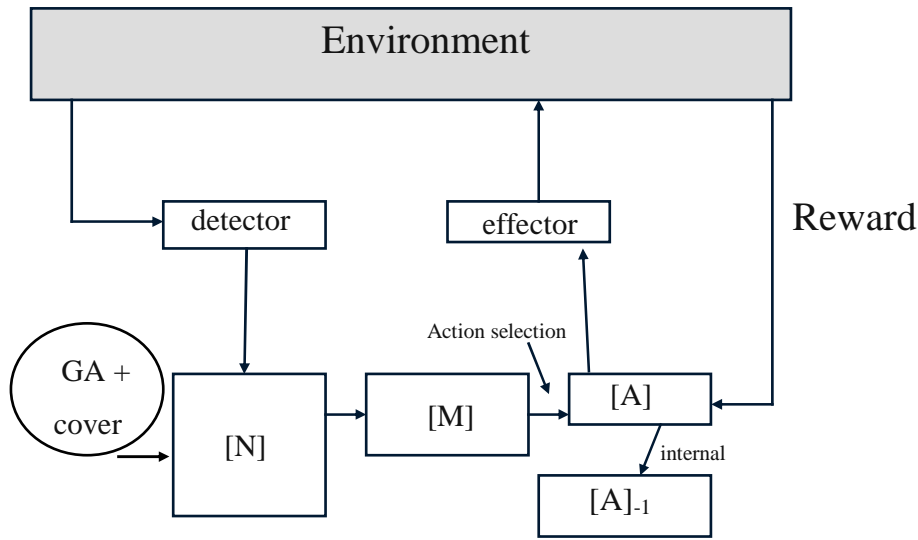 Environment
detector
effector
Reward
Action selection
GA +
cover
[N]
[M]
[A]
internal
[A]-1